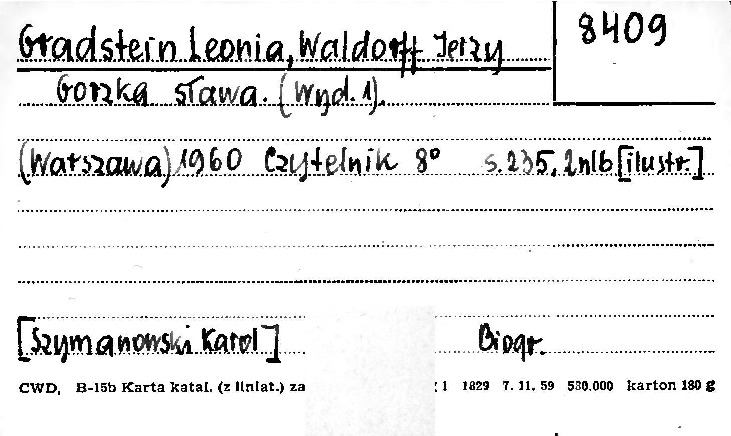 8409
Gradstein Leonia, Waldorff Jerzy
Gorzka sława. (Wyd. 1).
(Warszawa) 1960 Czytelnik 8° s. 235, 2nlb [ilustr.]
[Szymanowski Karol] Biogr.
CWD, B-15b Karta katal. (z liniat.) za 1 1829 7. 11. 59 580.000 karton 180 g